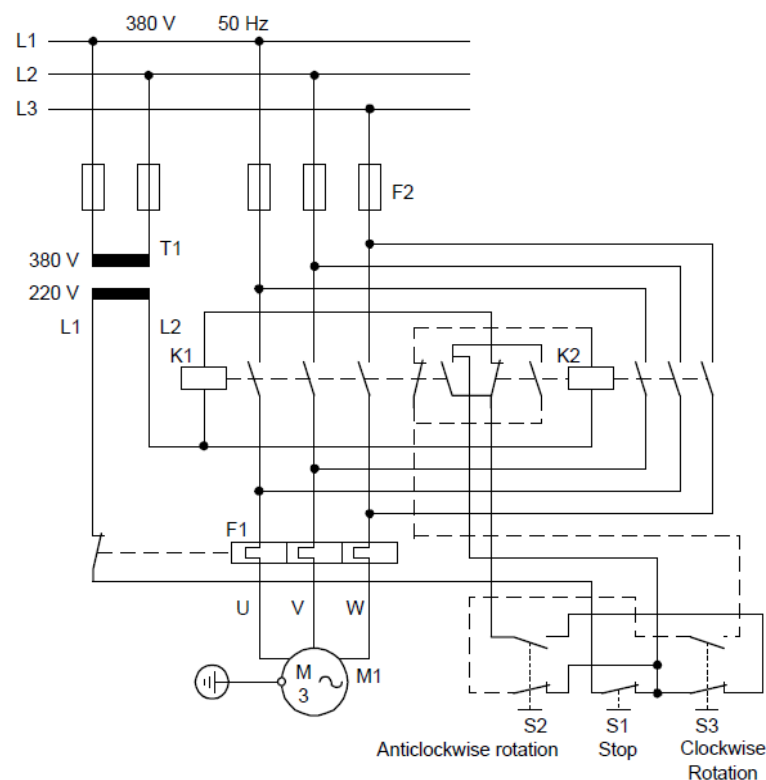 380 V 50 Hz
L1
L2
L3
F2
T1
380 V
220 V
L1 L2
K1 K2
F1
U V W
M
3
M1
S2 S1 S3
Anticlockwise rotation Stop Clockwise
Rotation